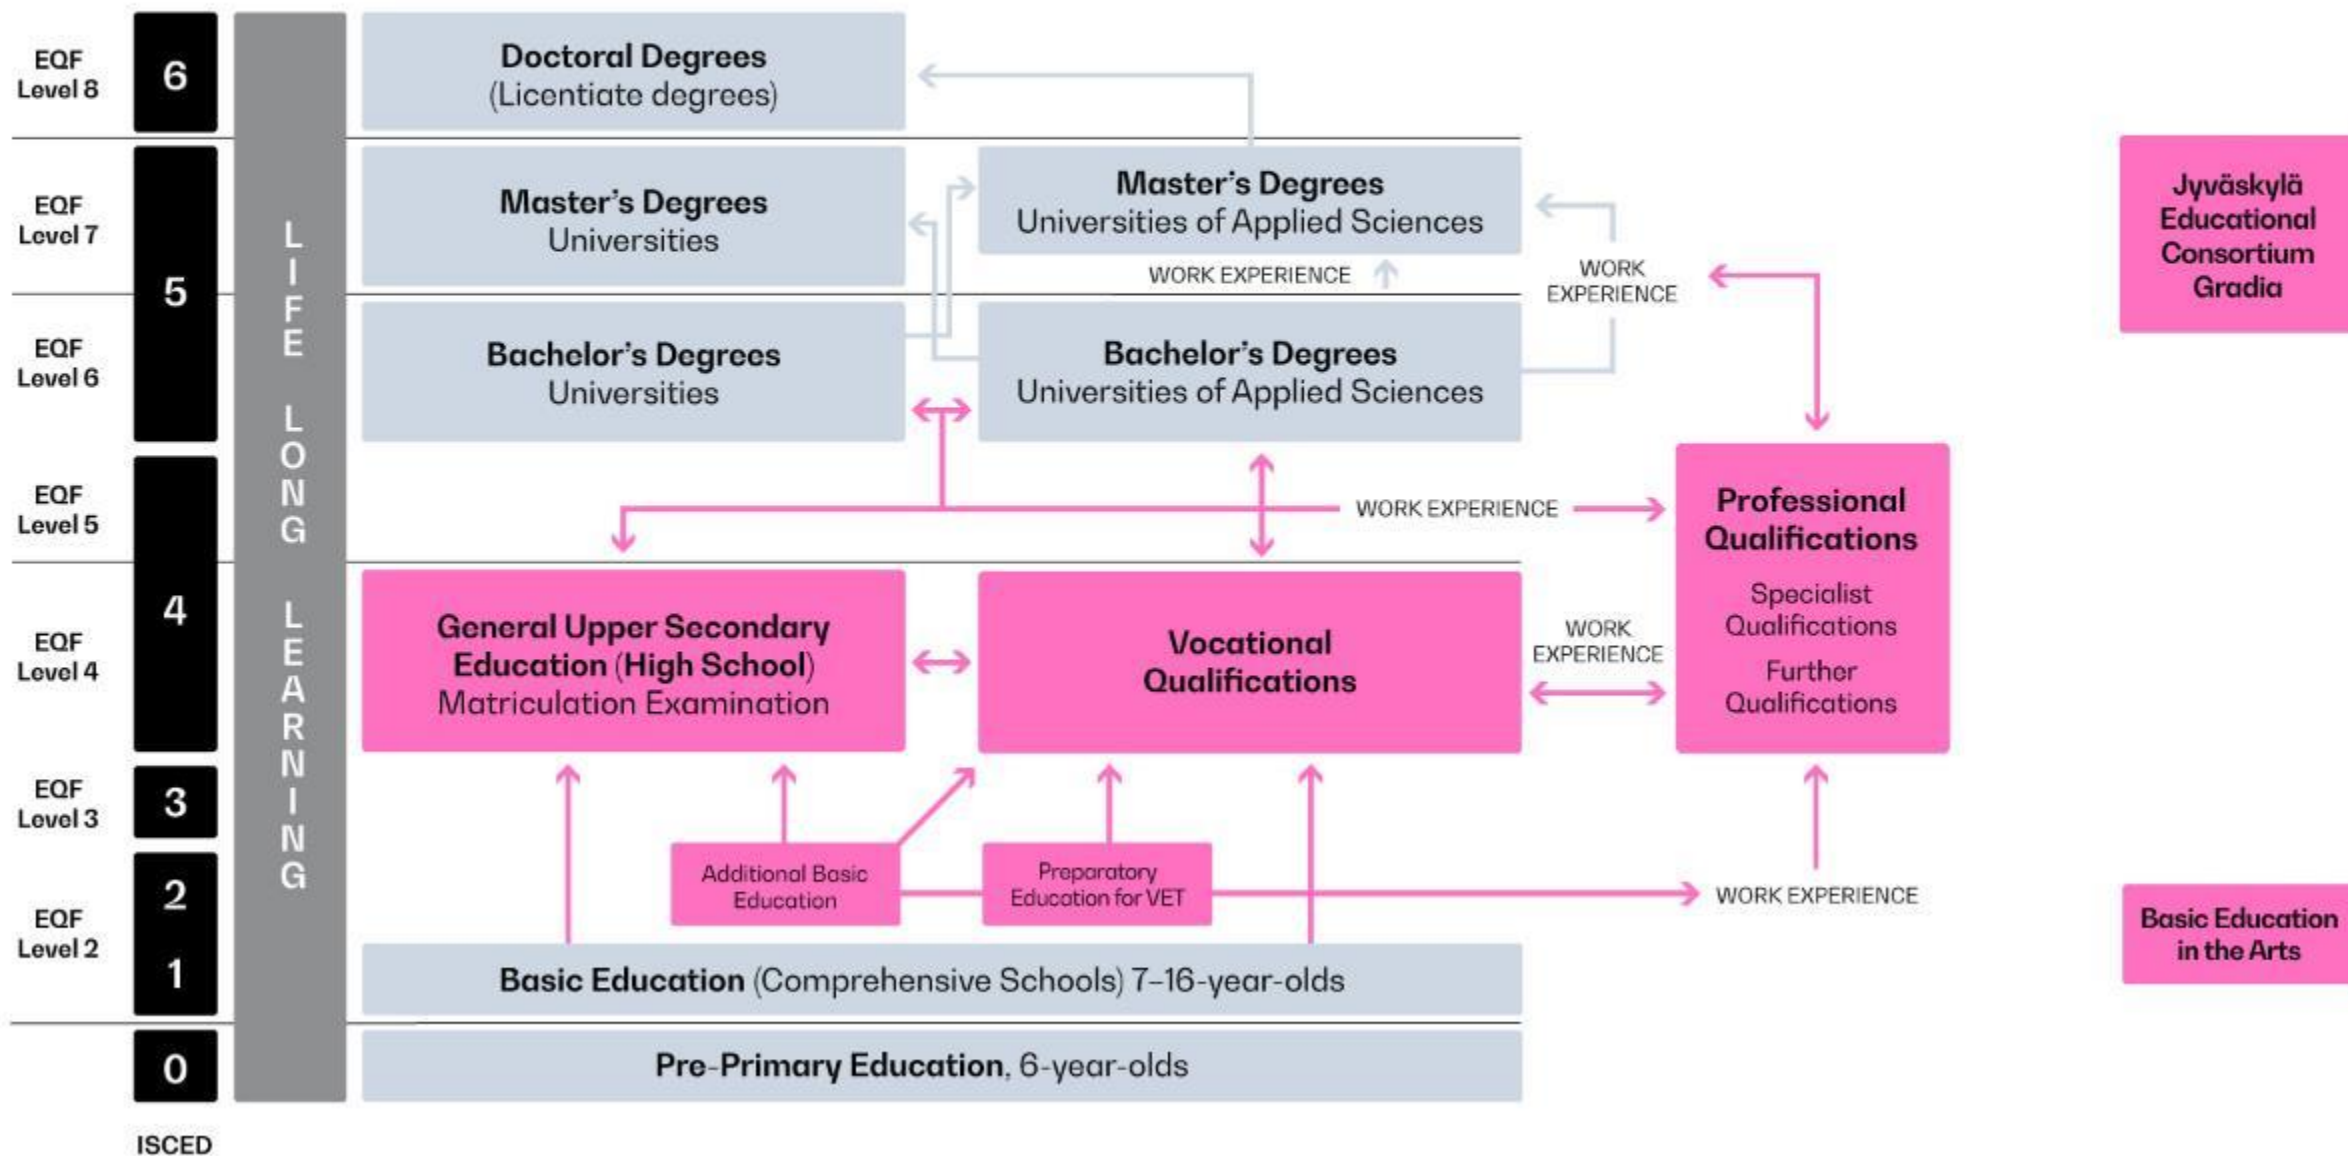 EQF
Level 8
6
Doctoral Degrees
(Licentiate degrees)
EQF
Level 7
5
Master's Degrees
Universities
Master's Degrees
Universities of Applied Sciences
WORK EXPERIENCE
WORK
EXPERIENCE
Jyväskylä
Educational
Consortium
Gradia
EQF
Level 6
Bachelor's Degrees
Universities
Bachelor's Degrees
Universities of Applied Sciences
LIFE LONG LEARNING
EQF
Level 5
4
WORK EXPERIENCE
Professional
Qualifications
Specialist
Qualifications
Further
Qualifications
EQF
Level 4
General Upper Secondary
Education (High School)
Matriculation Examination
Vocational
Qualifications
WORK
EXPERIENCE
EQF
Level 3
3
EQF
Level 2
2
1
Additional Basic
Education
Preparatory
Education for VET
WORK EXPERIENCE
Basic Education
in the Arts
Basic Education (Comprehensive Schools) 7–16-year-olds
0
Pre-Primary Education, 6-year-olds
ISCED